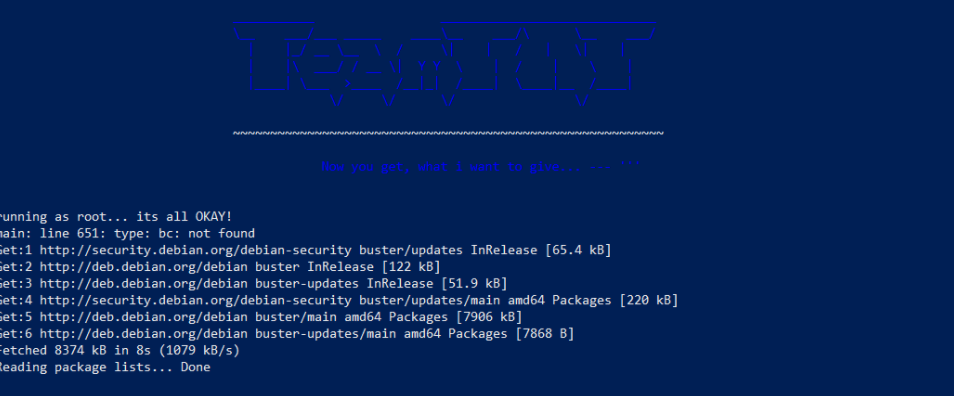 TeamTNT
~~~~~~~~~~~~~~~~~~~~~~~~~~~~~~~~~~~~~~~~~~~~~~~~~~~~~~~~~~~~
Now you get, what i want to give... --- '''
running as root... its all OKAY!
main: line 651: type: bc: not found
Get:1 http://security.debian.org/debian-security buster/updates InRelease [65.4 kB]
Get:2 http://deb.debian.org/debian buster InRelease [122 kB]
Get:3 http://deb.debian.org/debian buster-updates InRelease [51.9 kB]
Get:4 http://security.debian.org/debian-security buster/updates/main amd64 Packages [220 kB]
Get:5 http://deb.debian.org/debian buster/main amd64 Packages [7906 kB]
Get:6 http://deb.debian.org/debian buster-updates/main amd64 Packages [7868 B]
Fetched 8374 kB in 8s (1079 kB/s)
Reading package lists... Done